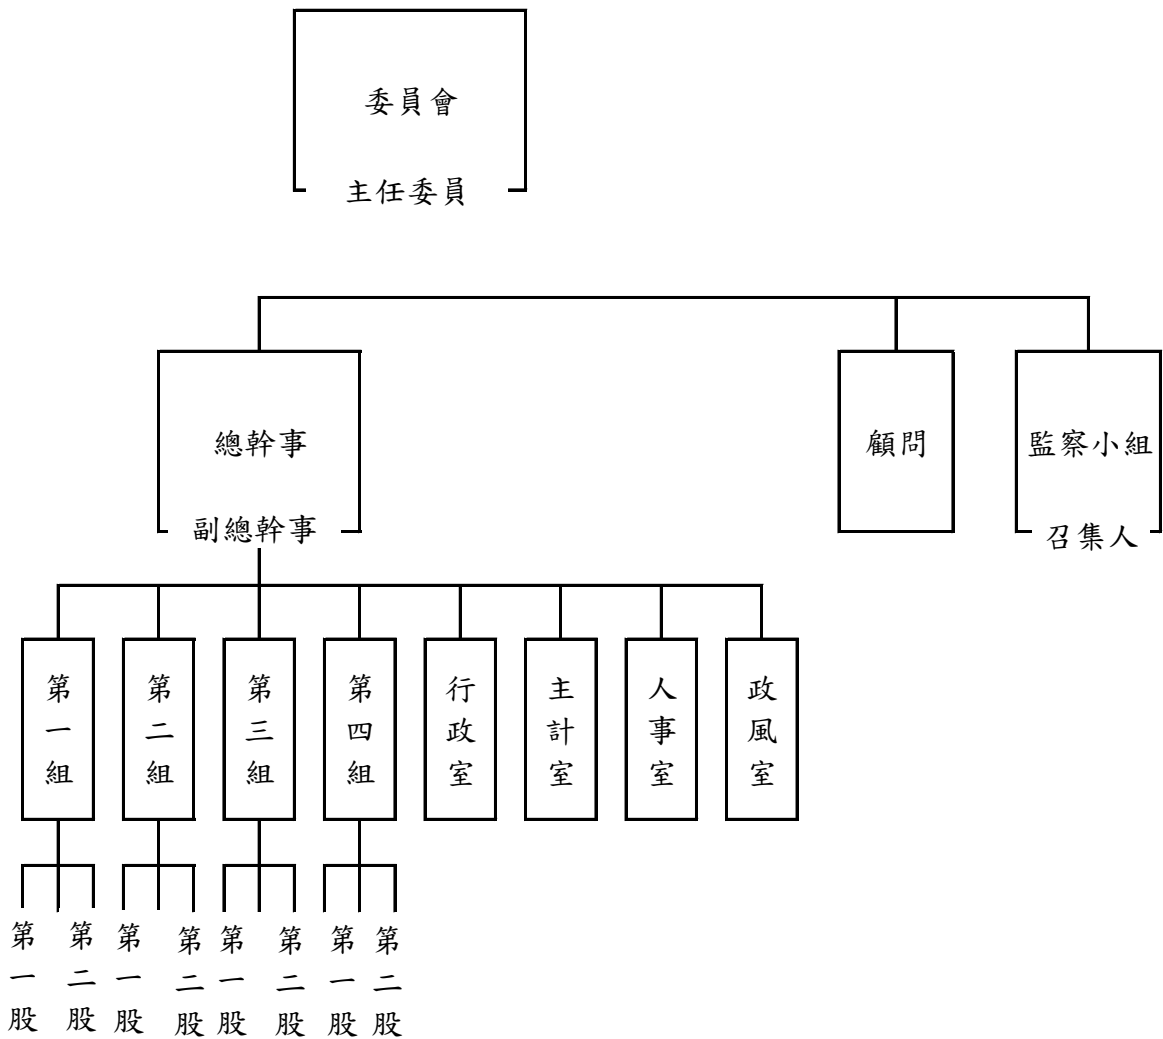 委員會
主任委員
總幹事
副總幹事
顧問
監察小組
召集人
第一組
第二組
第三組
第四組
行政室
主計室
人事室
政風室
第一股
第二股
第一股
第二股
第一股
第二股
第一股
第二股